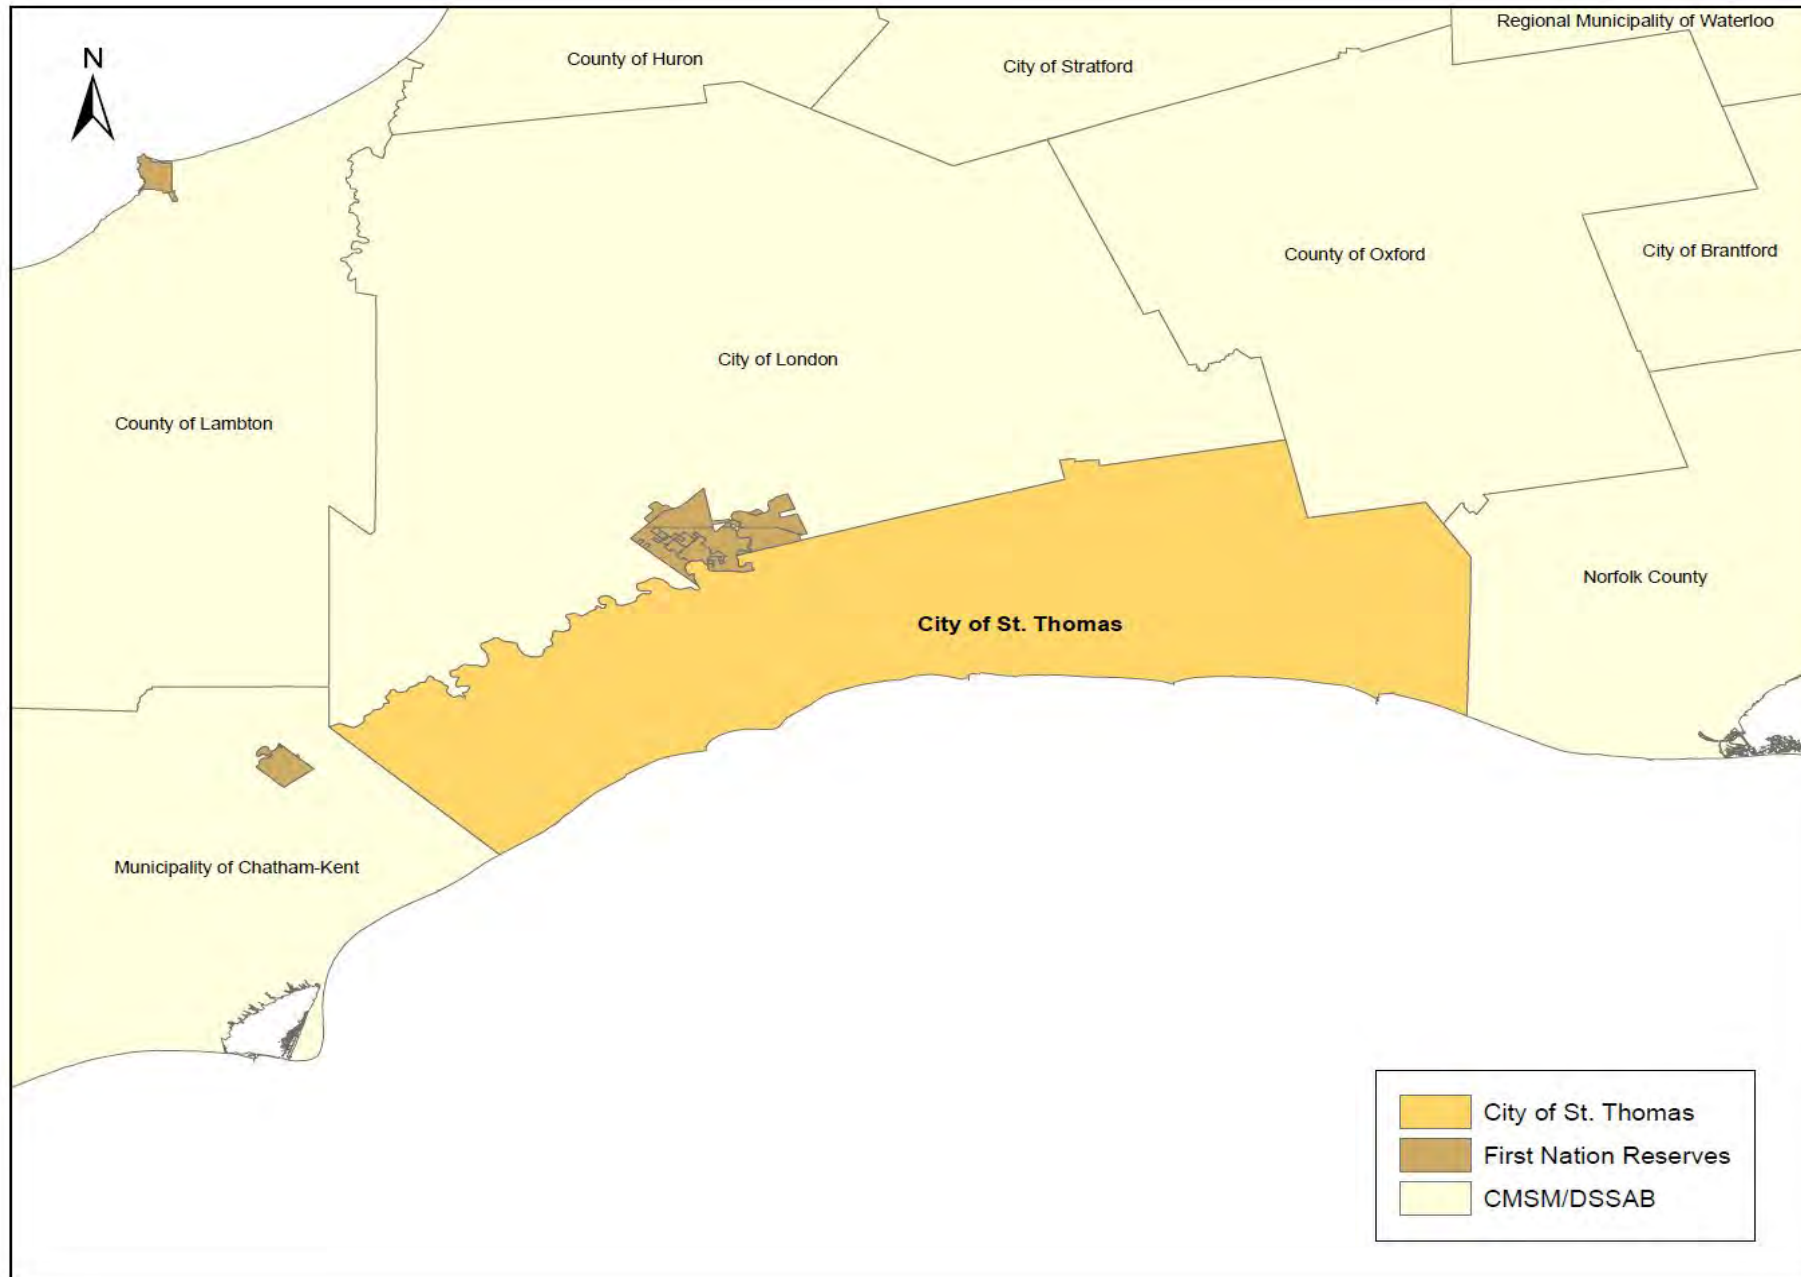 Regional Municipality of Waterloo
N
County of Huron
City of Stratford
County of Oxford
City of Brantford
City of London
County of Lambton
Norfolk County
City of St. Thomas
Municipality of Chatham-Kent
City of St. Thomas
First Nation Reserves
CMSM/DSSAB